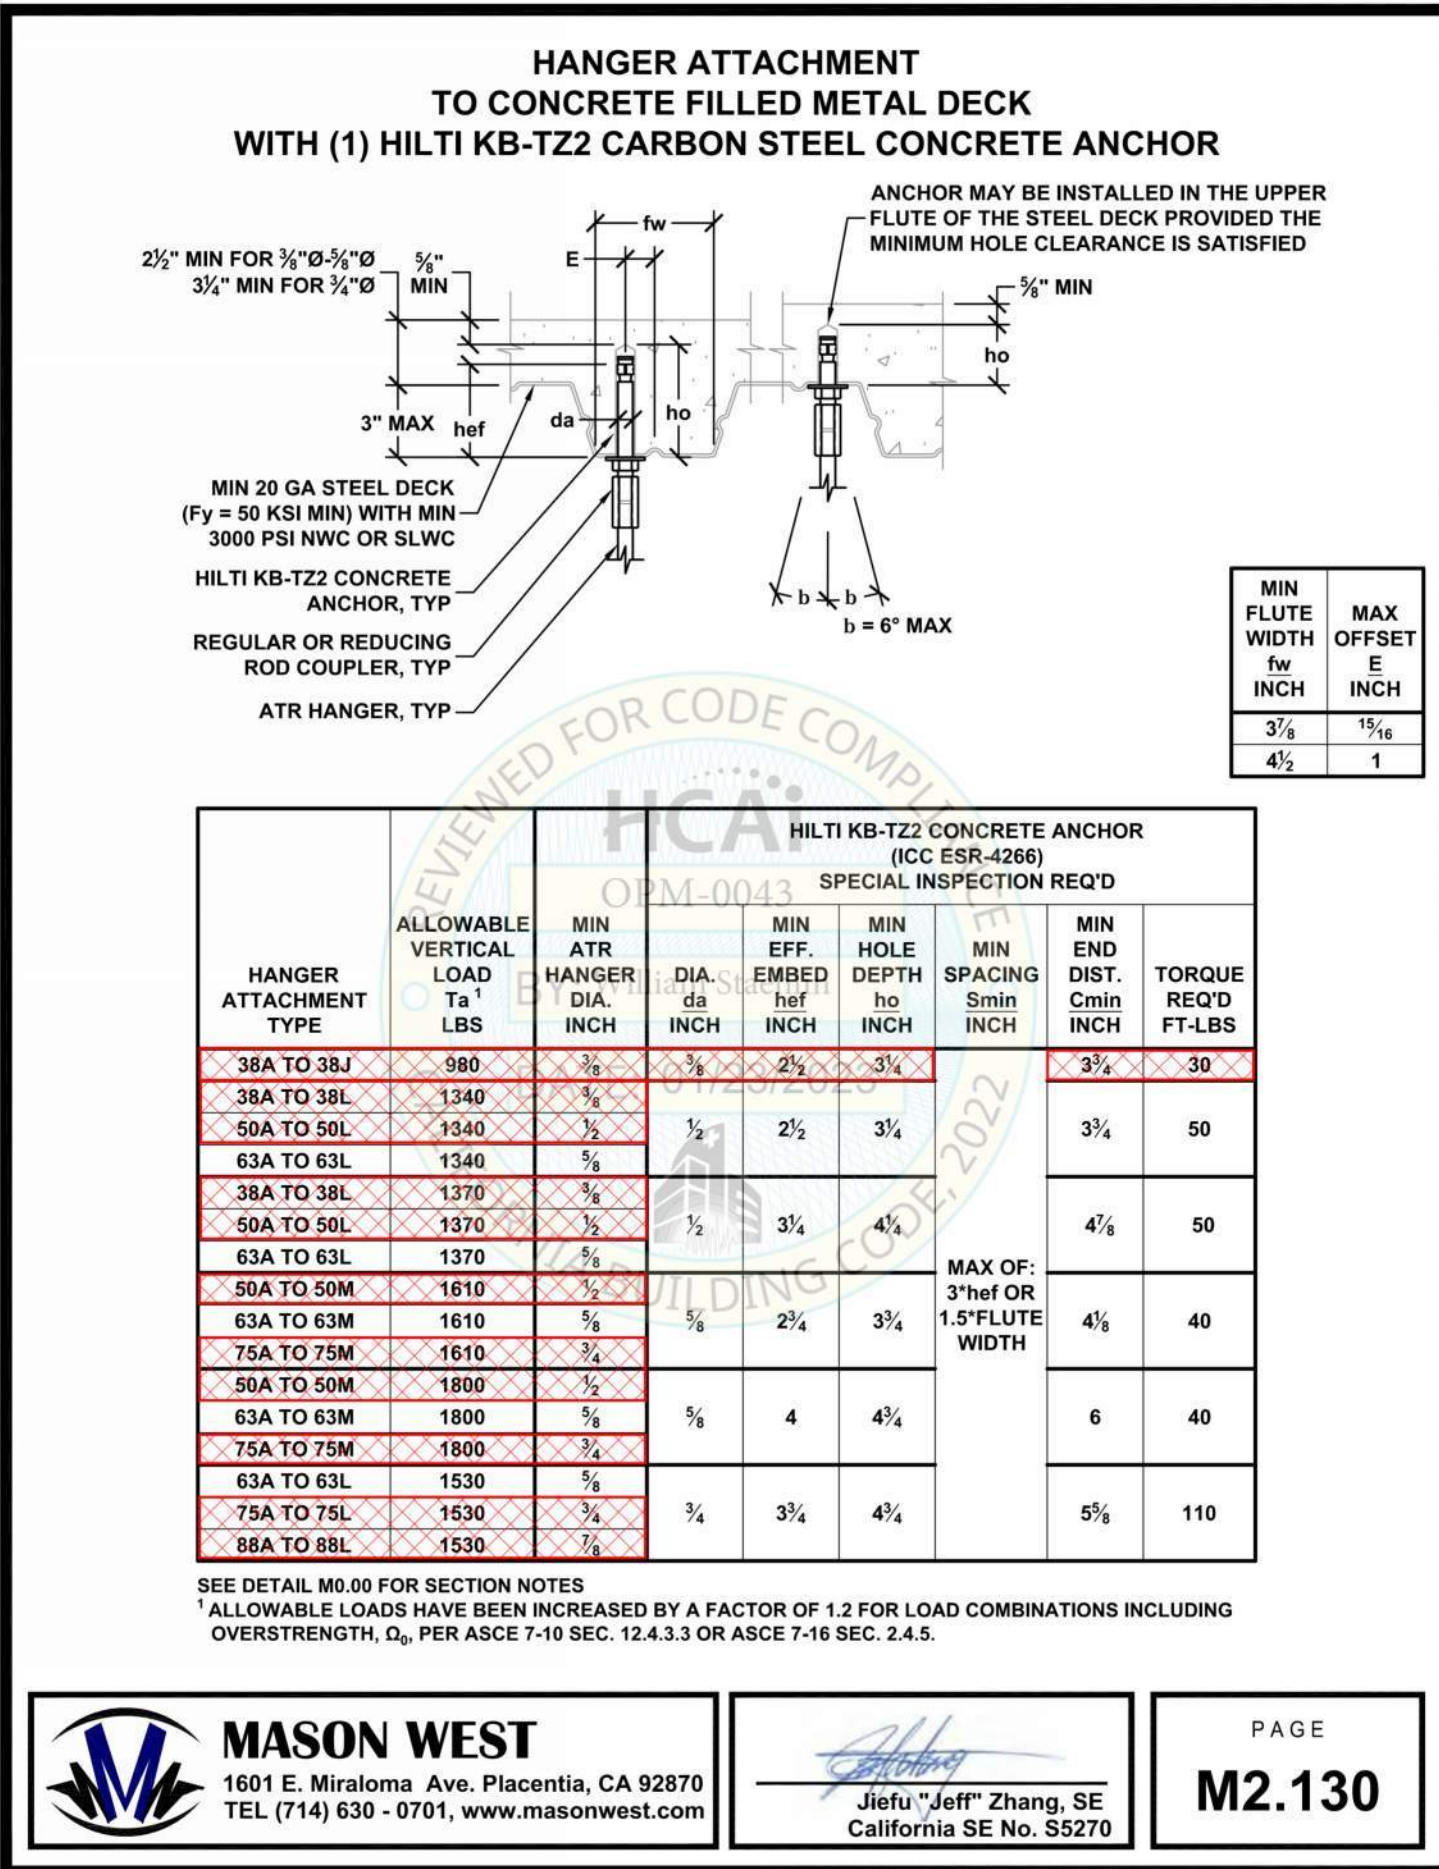 HANGER ATTACHMENT
TO CONCRETE FILLED METAL DECK
WITH (1) HILTI KB-TZ2 CARBON STEEL CONCRETE ANCHOR
ANCHOR MAY BE INSTALLED IN THE UPPER
FLUTE OF THE STEEL DECK PROVIDED THE
MINIMUM HOLE CLEARANCE IS SATISFIED
fw
E
2½" MIN FOR ⅜"Ø-⅝"Ø
3¼" MIN FOR ¾"Ø
⅝"
MIN
⅝" MIN
ho
3" MAX
hef
da
ho
MIN 20 GA STEEL DECK
(Fy = 50 KSI MIN) WITH MIN
3000 PSI NWC OR SLWC
HILTI KB-TZ2 CONCRETE
ANCHOR, TYP
REGULAR OR REDUCING
ROD COUPLER, TYP
ATR HANGER, TYP
b b
b = 6° MAX
MIN FLUTE WIDTH fw INCH | MAX OFFSET E INCH
3⅞ 15/16
4½ 1
REVIEWED FOR CODE COMPLIANCE
HCAi
OPM-0043
BY: William Staehlin
DATE: 01/23/2023
CALIFORNIA BUILDING CODE, 2022
HILTI KB-TZ2 CONCRETE ANCHOR
(ICC ESR-4266)
SPECIAL INSPECTION REQ'D
HANGER ATTACHMENT TYPE | ALLOWABLE VERTICAL LOAD Ta ¹ LBS | MIN ATR HANGER DIA. INCH | DIA. da INCH | MIN EFF. EMBED hef INCH | MIN HOLE DEPTH ho INCH | MIN SPACING Smin INCH | MIN END DIST. Cmin INCH | TORQUE REQ'D FT-LBS
38A TO 38J 980 ⅜ ⅜ 2½ 3¼ 3¾ 30
38A TO 38L 1340 ⅜
50A TO 50L 1340 ½ ½ 2½ 3¼ 3¾ 50
63A TO 63L 1340 ⅝
38A TO 38L 1370 ⅜
50A TO 50L 1370 ½ ½ 3¼ 4¼ 4⅞ 50
63A TO 63L 1370 ⅝
MAX OF:
3*hef OR
1.5*FLUTE
WIDTH
50A TO 50M 1610 ½
63A TO 63M 1610 ⅝ ⅝ 2¾ 3¾ 4⅛ 40
75A TO 75M 1610 ¾
50A TO 50M 1800 ½
63A TO 63M 1800 ⅝ ⅝ 4 4¾ 6 40
75A TO 75M 1800 ¾
63A TO 63L 1530 ⅝
75A TO 75L 1530 ¾ ¾ 3¾ 4¾ 5⅝ 110
88A TO 88L 1530 ⅞
SEE DETAIL M0.00 FOR SECTION NOTES
¹ ALLOWABLE LOADS HAVE BEEN INCREASED BY A FACTOR OF 1.2 FOR LOAD COMBINATIONS INCLUDING
OVERSTRENGTH, Ω₀, PER ASCE 7-10 SEC. 12.4.3.3 OR ASCE 7-16 SEC. 2.4.5.
MASON WEST
1601 E. Miraloma Ave. Placentia, CA 92870
TEL (714) 630 - 0701, www.masonwest.com
Jiefu "Jeff" Zhang, SE
California SE No. S5270
PAGE
M2.130